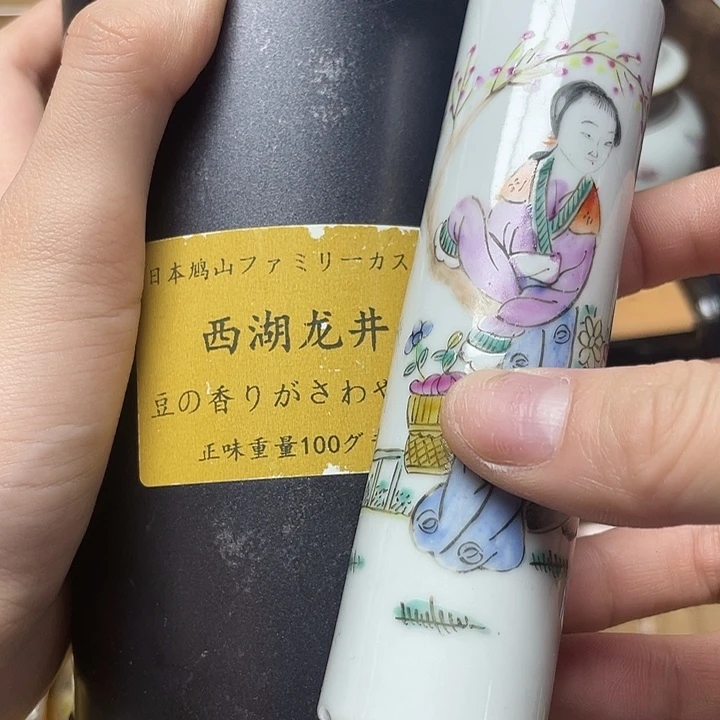 日本鳩山ファミリーカス
西湖龙井
豆の香りがさわや
正味重量100グラ